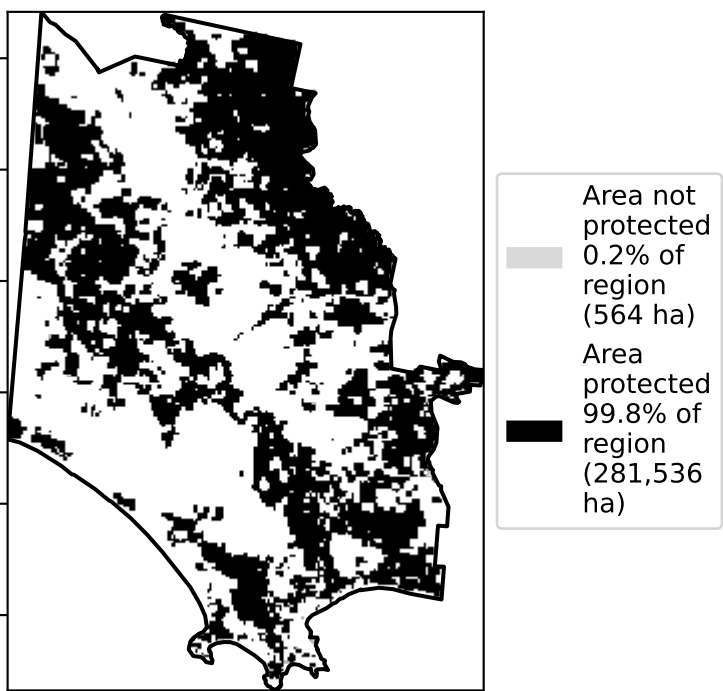 Area not
protected
0.2% of
region
(564 ha)
Area
protected
99.8% of
region
(281,536
ha)